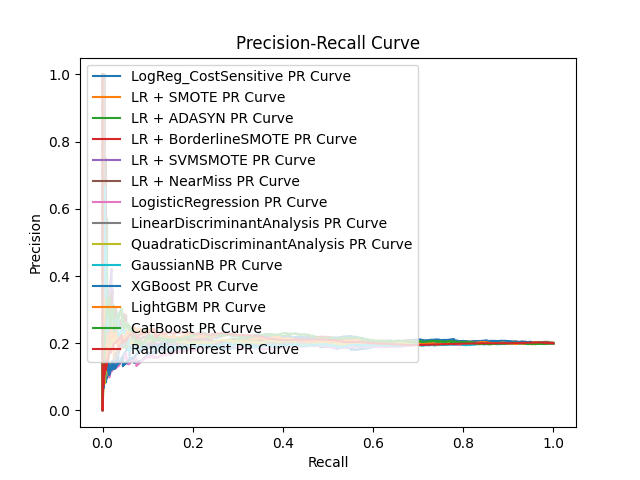 Precision-Recall Curve
1.0
0.8
0.6
0.4
0.2
0.0
Precision
LogReg_CostSensitive PR Curve
LR + SMOTE PR Curve
LR + ADASYN PR Curve
LR + BorderlineSMOTE PR Curve
LR + SVMSMOTE PR Curve
LR + NearMiss PR Curve
LogisticRegression PR Curve
LinearDiscriminantAnalysis PR Curve
QuadraticDiscriminantAnalysis PR Curve
GaussianNB PR Curve
XGBoost PR Curve
LightGBM PR Curve
CatBoost PR Curve
RandomForest PR Curve
0.0 0.2 0.4 0.6 0.8 1.0
Recall